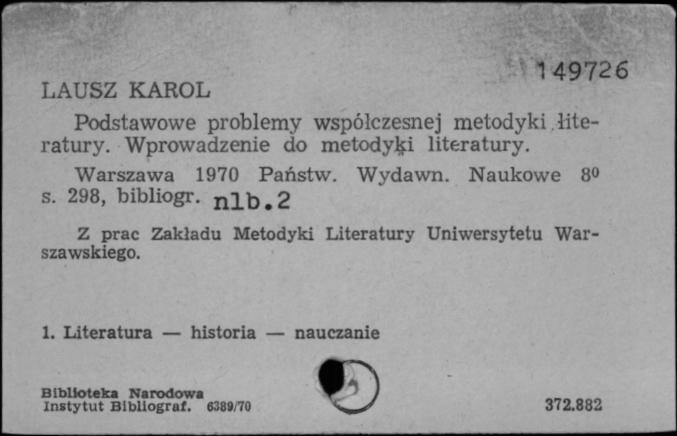 149726
LAUSZ KAROL
Podstawowe problemy współczesnej metodyki lite-
ratury. Wprowadzenie do metodyki literatury.
Warszawa 1970 Państw. Wydawn. Naukowe 8⁰
s. 298, bibliogr. nlb.2
Z prac Zakładu Metodyki Literatury Uniwersytetu War-
szawskiego.
1. Literatura — historia — nauczanie
Biblioteka Narodowa
Instytut Bibliograf. 6389/70
372.882